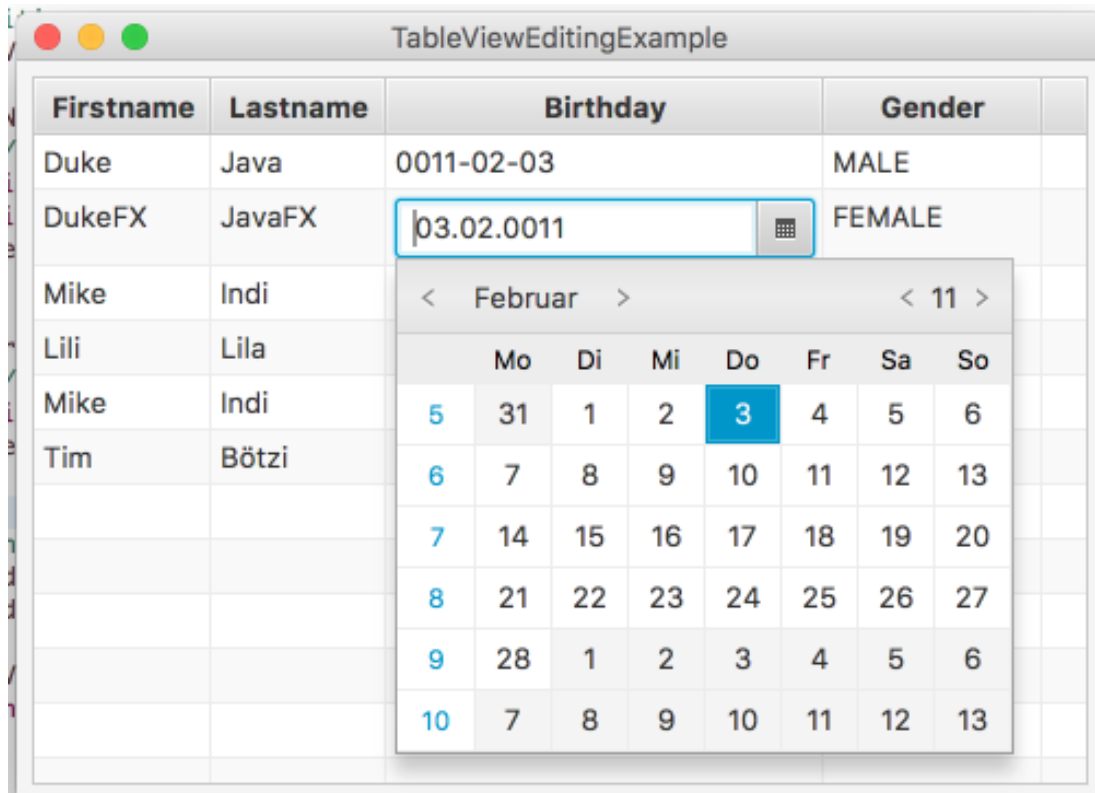 TableViewEditingExample
Firstname Lastname Birthday Gender
Duke Java 0011-02-03 MALE
DukeFX JavaFX 03.02.0011 FEMALE
Mike Indi
Lili Lila
Mike Indi
Tim Bötzi
< Februar > < 11 >
Mo Di Mi Do Fr Sa So
5 31 1 2 3 4 5 6
6 7 8 9 10 11 12 13
7 14 15 16 17 18 19 20
8 21 22 23 24 25 26 27
9 28 1 2 3 4 5 6
10 7 8 9 10 11 12 13